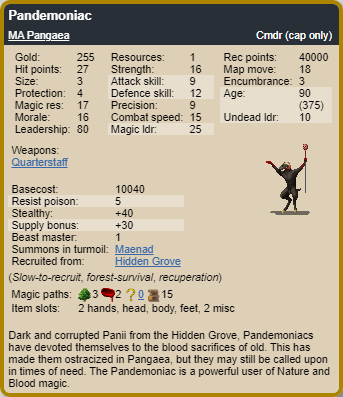 Pandemoniac
MA Pangaea Cmdr (cap only)
Gold: 255 Resources: 1 Rec points: 40000
Hit points: 27 Strength: 16 Map move: 18
Size: 3 Attack skill: 9 Encumbrance: 3
Protection: 4 Defence skill: 12 Age: 90
Magic res: 17 Precision: 9 (375)
Morale: 16 Combat speed: 15 Undead ldr: 10
Leadership: 80 Magic ldr: 25
Weapons:
Quarterstaff
Basecost: 10040
Resist poison: 5
Stealthy: +40
Supply bonus: +30
Beast master: 1
Summons in turmoil: Maenad
Recruited from: Hidden Grove
(Slow-to-recruit, forest-survival, recuperation)
Magic paths: 3 2 ?0 15
Item slots: 2 hands, head, body, feet, 2 misc
Dark and corrupted Panii from the Hidden Grove, Pandemoniacs
have devoted themselves to the blood sacrifices of old. This has
made them ostracized in Pangaea, but they may still be called upon
in times of need. The Pandemoniac is a powerful user of Nature and
Blood magic.